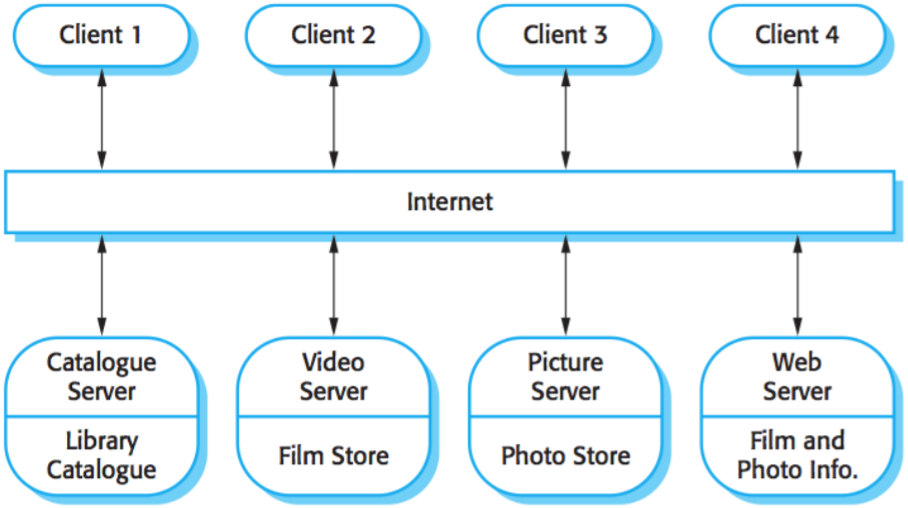 Client 1
Client 2
Client 3
Client 4
Internet
Catalogue
Server
Library
Catalogue
Video
Server
Film Store
Picture
Server
Photo Store
Web
Server
Film and
Photo Info.